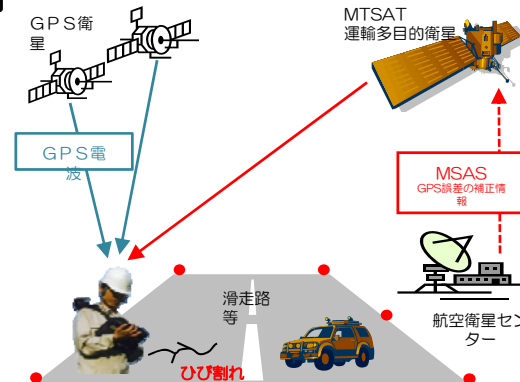 GPS衛
星
MTSAT
運輸多目的衛星
GPS電
波
MSAS
GPS誤差の補正情
報
滑走路
等
航空衛星セン
ター
ひび割れ